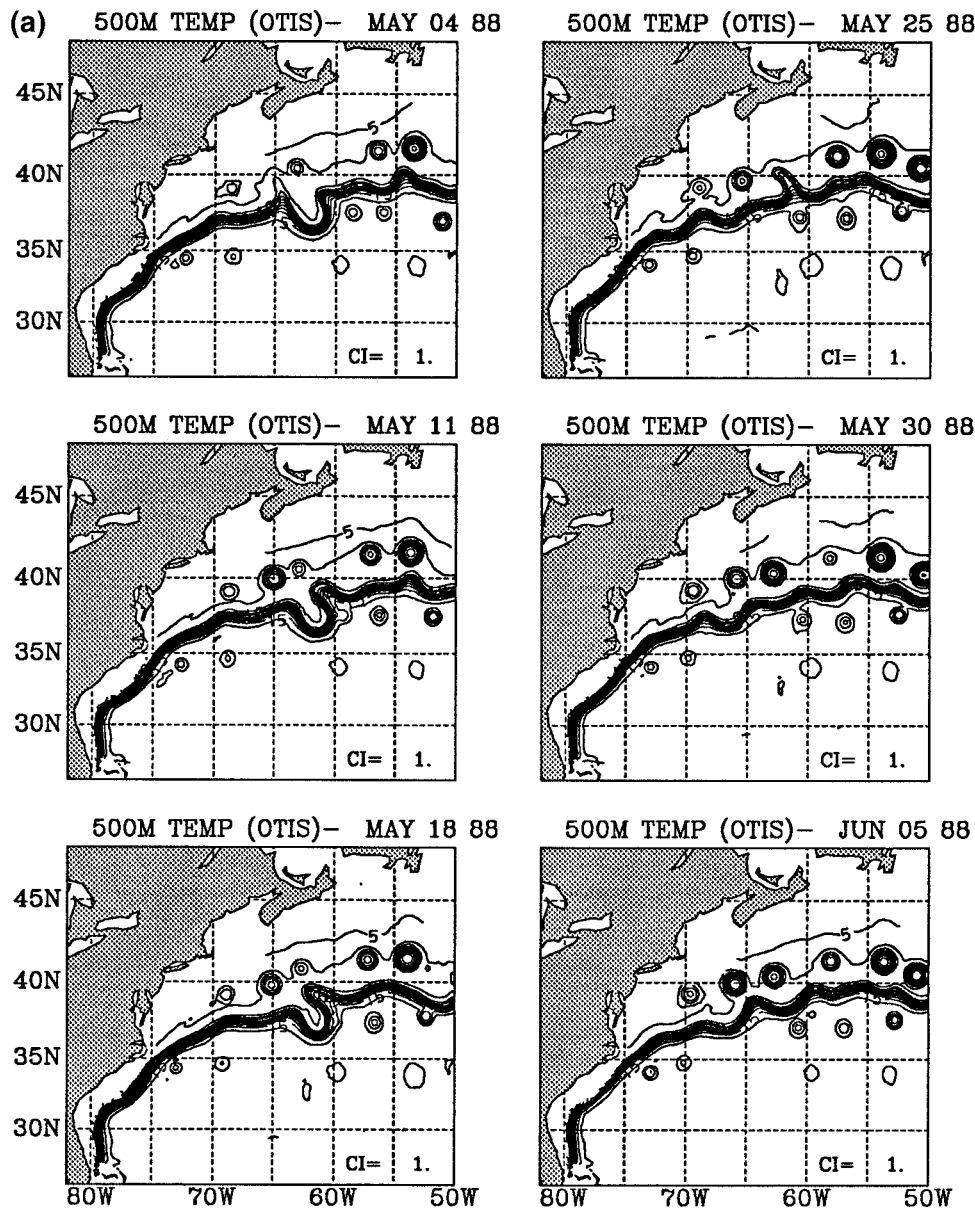 (a)
500M TEMP (OTIS)– MAY 04 88
45N
40N
35N
30N
5
CI= 1.
500M TEMP (OTIS)– MAY 25 88
CI= 1.
500M TEMP (OTIS)– MAY 11 88
45N
40N
35N
30N
5
CI= 1.
500M TEMP (OTIS)– MAY 30 88
CI= 1.
500M TEMP (OTIS)– MAY 18 88
45N
40N
35N
30N
5
CI= 1.
80W 70W 60W 50W
500M TEMP (OTIS)– JUN 05 88
5
CI= 1.
80W 70W 60W 50W